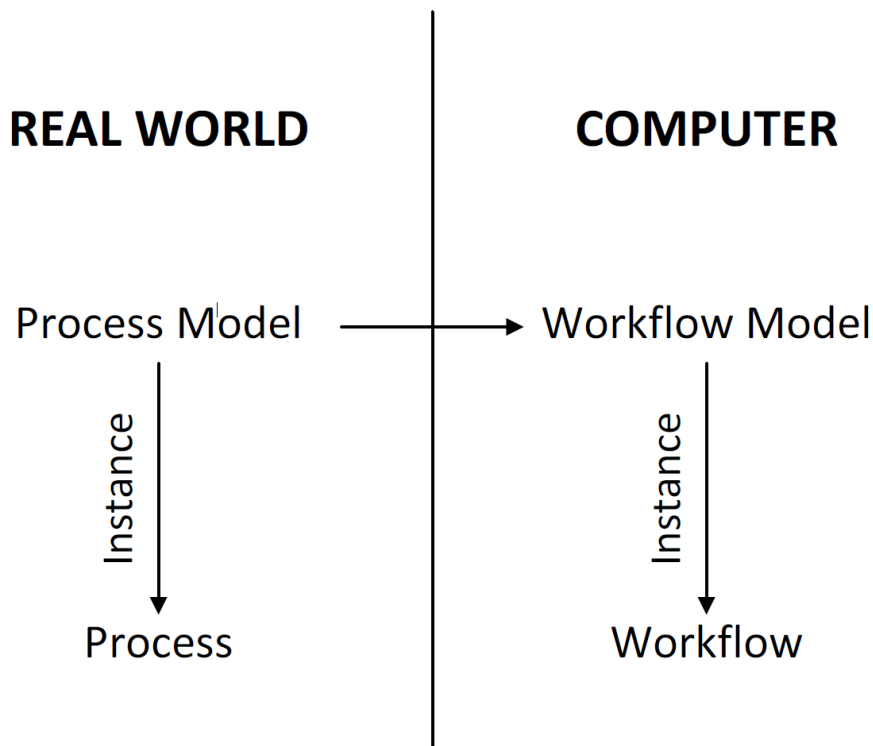 REAL WORLD
COMPUTER
Process Model
Workflow Model
Instance
Instance
Process
Workflow